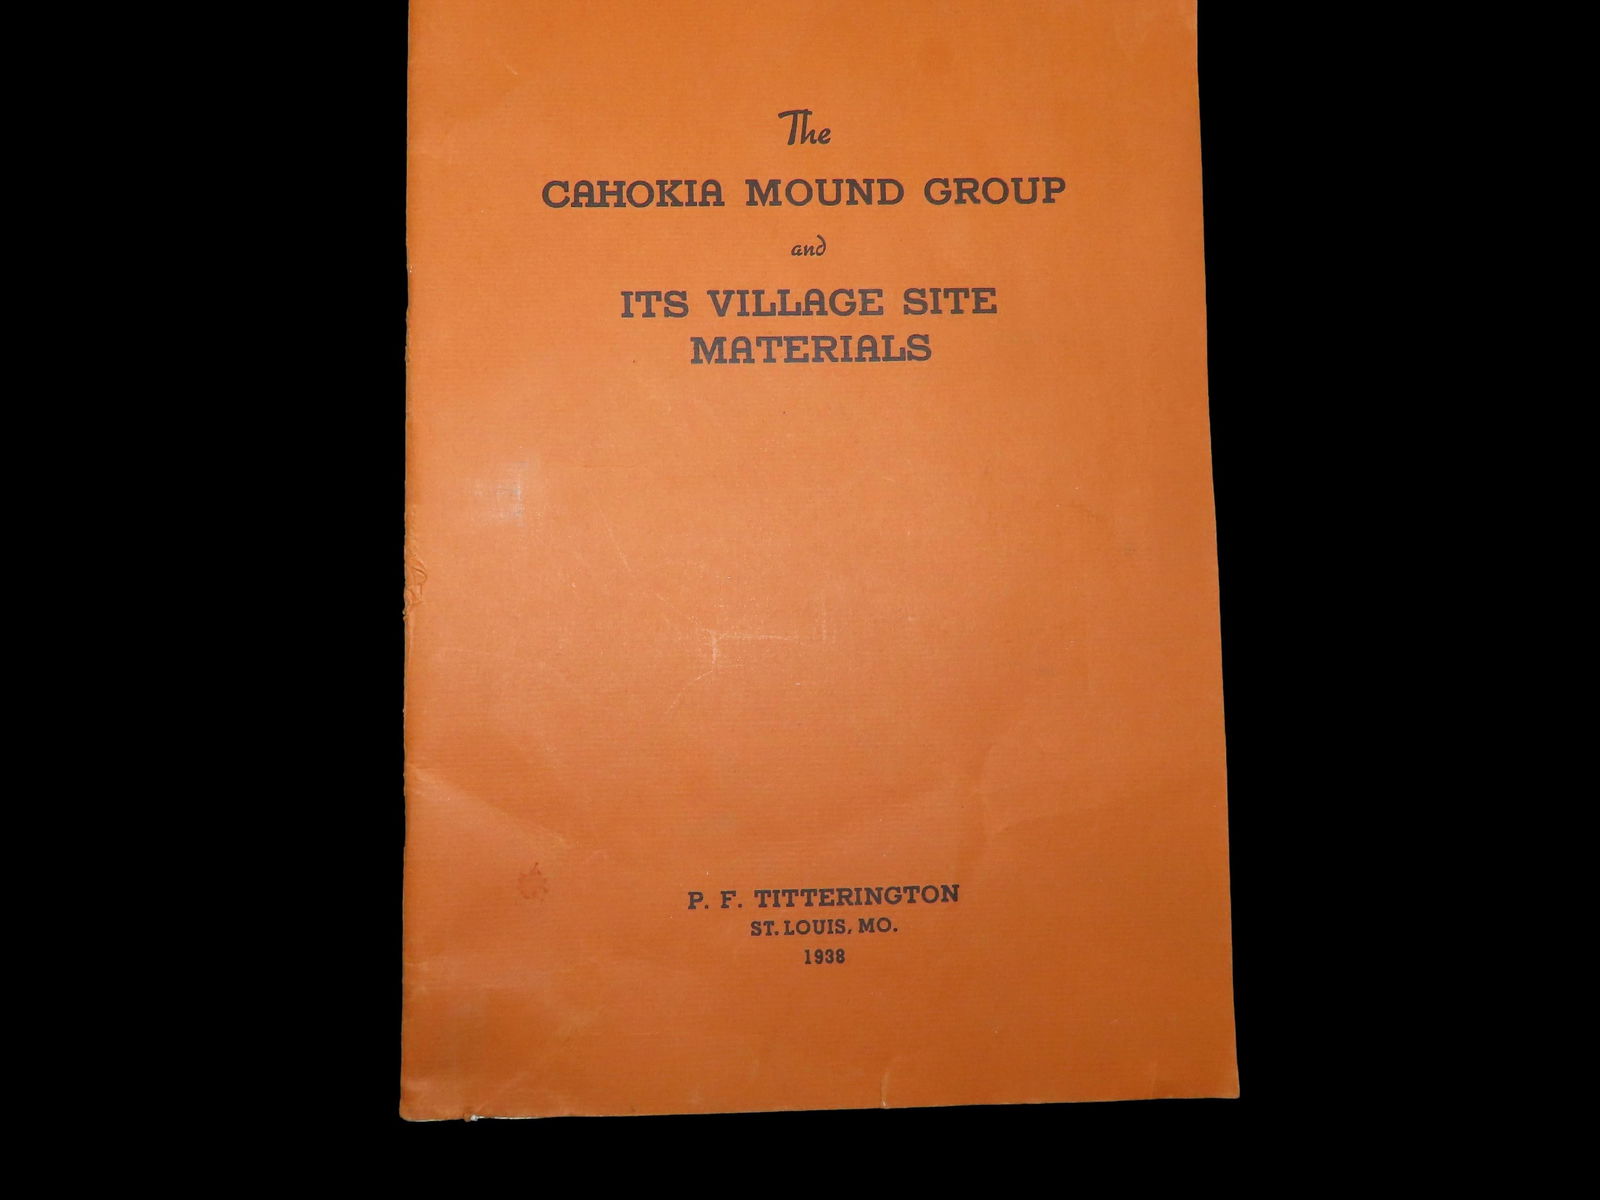 The
CAHOKIA MOUND GROUP
and
ITS VILLAGE SITE
MATERIALS
P. F. TITTERINGTON
ST. LOUIS, MO.
1938